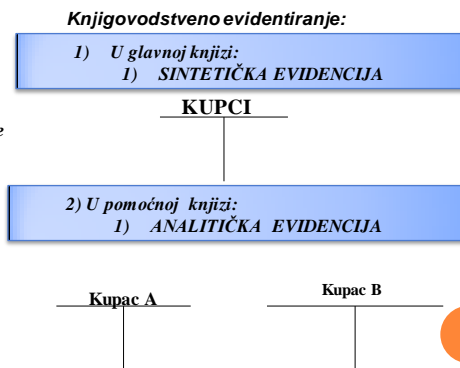 Knjigovodstveno evidentiranje:
1) U glavnoj knjizi:
1) SINTETIČKA EVIDENCIJA
KUPCI
e
2) U pomoćnoj knjizi:
1) ANALITIČKA EVIDENCIJA
Kupac A
Kupac B